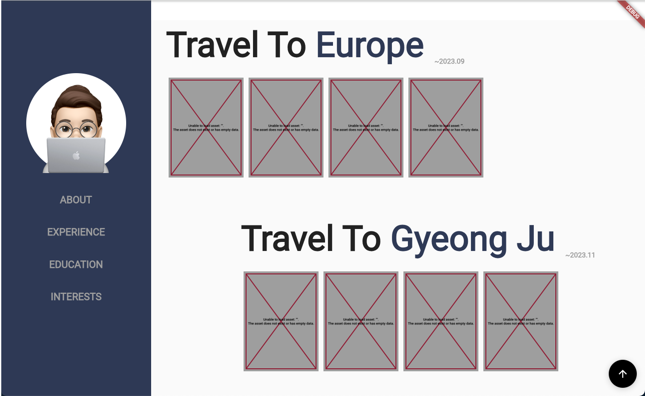 DEBUG
ABOUT
EXPERIENCE
EDUCATION
INTERESTS
Travel To Europe
~2023.09
Unable to load asset: "".
The asset does not exist or has empty data.
Unable to load asset: "".
The asset does not exist or has empty data.
Unable to load asset: "".
The asset does not exist or has empty data.
Unable to load asset: "".
The asset does not exist or has empty data.
Travel To Gyeong Ju
~2023.11
Unable to load asset: "".
The asset does not exist or has empty data.
Unable to load asset: "".
The asset does not exist or has empty data.
Unable to load asset: "".
The asset does not exist or has empty data.
Unable to load asset: "".
The asset does not exist or has empty data.